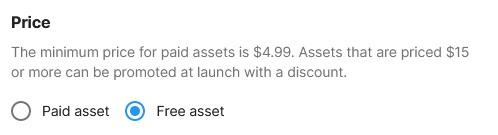 Price
The minimum price for paid assets is $4.99. Assets that are priced $15
or more can be promoted at launch with a discount.
Paid asset Free asset